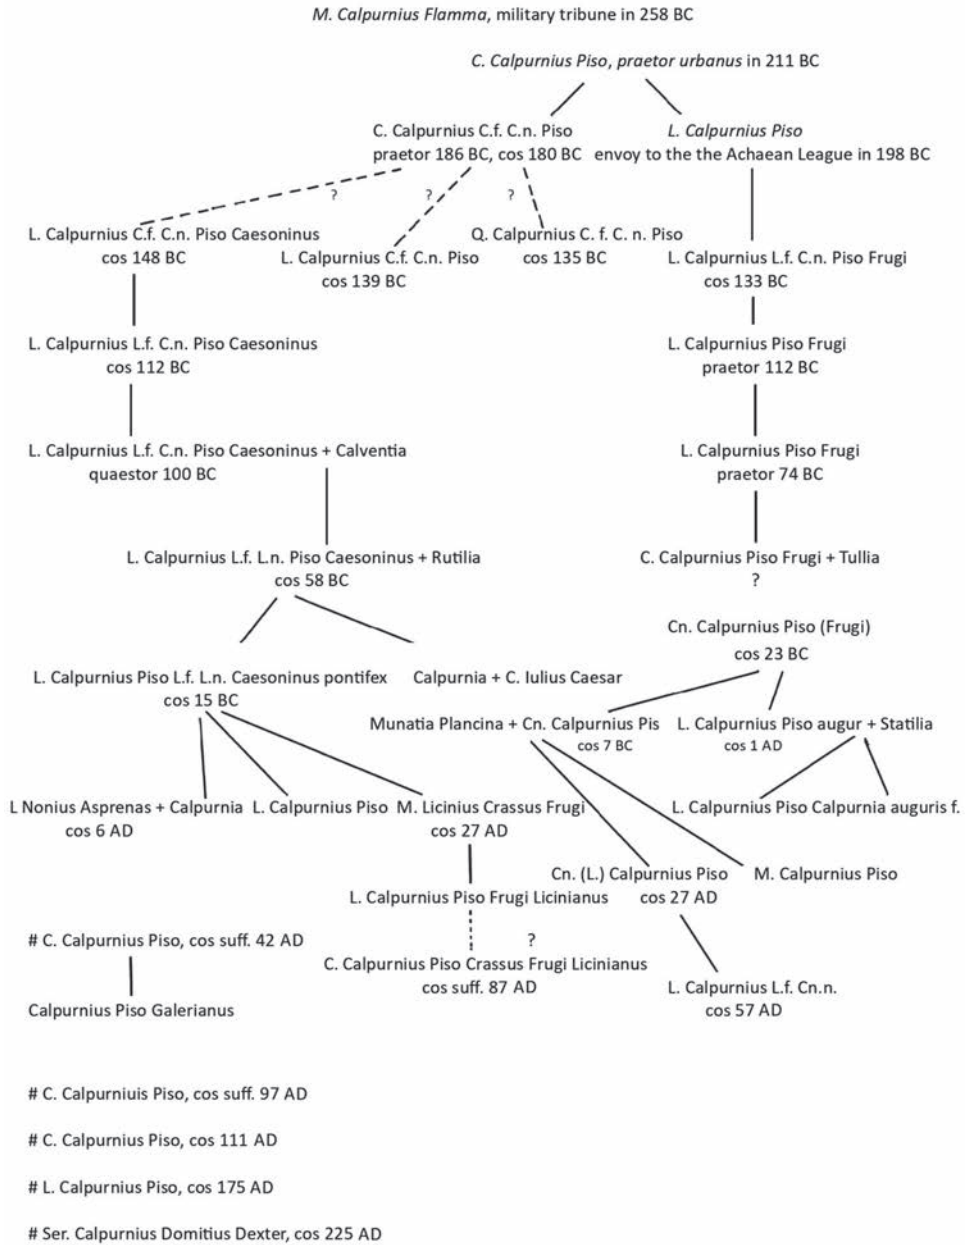 M. Calpurnius Flamma, military tribune in 258 BC
C. Calpurnius Piso, praetor urbanus in 211 BC
C. Calpurnius C.f. C.n. Piso
praetor 186 BC, cos 180 BC
L. Calpurnius Piso
envoy to the the Achaean League in 198 BC
?
?
?
L. Calpurnius C.f. C.n. Piso Caesoninus
cos 148 BC
L. Calpurnius C.f. C.n. Piso
cos 139 BC
Q. Calpurnius C. f. C. n. Piso
cos 135 BC
L. Calpurnius L.f. C.n. Piso Frugi
cos 133 BC
L. Calpurnius L.f. C.n. Piso Caesoninus
cos 112 BC
L. Calpurnius Piso Frugi
praetor 112 BC
L. Calpurnius L.f. C.n. Piso Caesoninus + Calventia
quaestor 100 BC
L. Calpurnius Piso Frugi
praetor 74 BC
L. Calpurnius L.f. L.n. Piso Caesoninus + Rutilia
cos 58 BC
C. Calpurnius Piso Frugi + Tullia
?
Cn. Calpurnius Piso (Frugi)
cos 23 BC
L. Calpurnius Piso L.f. L.n. Caesoninus pontifex
cos 15 BC
Calpurnia + C. Iulius Caesar
Munatia Plancina + Cn. Calpurnius Pis
cos 7 BC
L. Calpurnius Piso augur + Statilia
cos 1 AD
L Nonius Asprenas + Calpurnia
cos 6 AD
L. Calpurnius Piso
M. Licinius Crassus Frugi
cos 27 AD
L. Calpurnius Piso
Calpurnia auguris f.
Cn. (L.) Calpurnius Piso
cos 27 AD
M. Calpurnius Piso
L. Calpurnius Piso Frugi Licinianus
# C. Calpurnius Piso, cos suff. 42 AD
?
C. Calpurnius Piso Crassus Frugi Licinianus
cos suff. 87 AD
L. Calpurnius L.f. Cn.n.
cos 57 AD
Calpurnius Piso Galerianus
# C. Calpurniuis Piso, cos suff. 97 AD
# C. Calpurnius Piso, cos 111 AD
# L. Calpurnius Piso, cos 175 AD
# Ser. Calpurnius Domitius Dexter, cos 225 AD